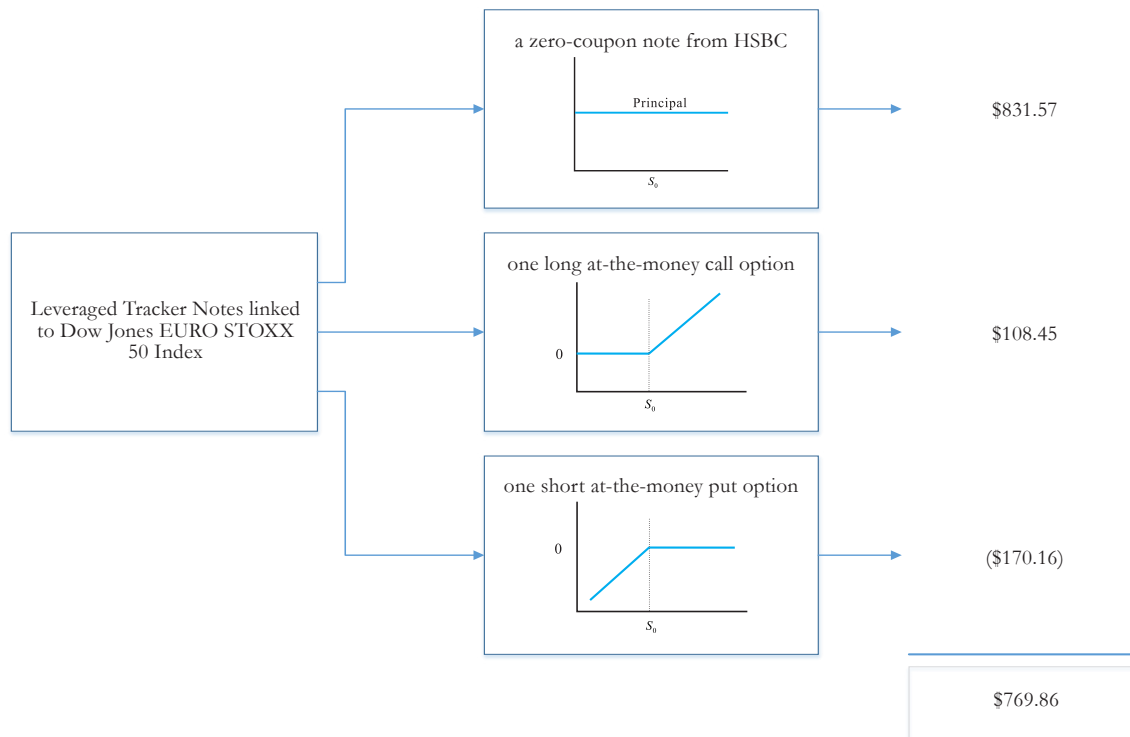 a zero-coupon note from HSBC
Principal
S₀
$831.57
Leveraged Tracker Notes linked
to Dow Jones EURO STOXX
50 Index
one long at-the-money call option
0
S₀
$108.45
one short at-the-money put option
0
S₀
($170.16)
$769.86